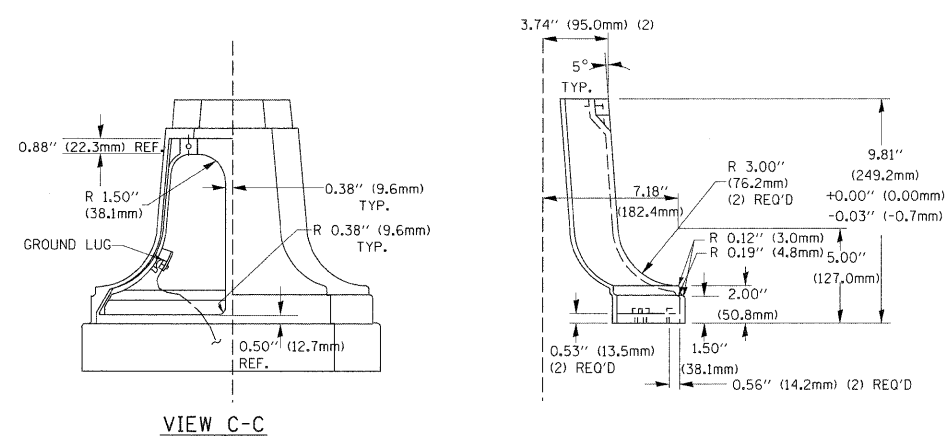 0.88" (22.3mm) REF.
R 1.50"
(38.1mm)
GROUND LUG
0.38" (9.6mm)
TYP.
R 0.38" (9.6mm)
TYP.
0.50" (12.7mm)
REF.
VIEW C-C
3.74" (95.0mm) (2)
5°
TYP.
R 3.00"
(76.2mm)
(2) REQ'D
7.18"
(182.4mm)
9.81"
(249.2mm)
+0.00" (0.00mm)
-0.03" (-0.7mm)
R 0.12" (3.0mm)
R 0.19" (4.8mm)
5.00"
(127.0mm)
2.00"
(50.8mm)
0.53" (13.5mm)
(2) REQ'D
1.50"
(38.1mm)
0.56" (14.2mm) (2) REQ'D